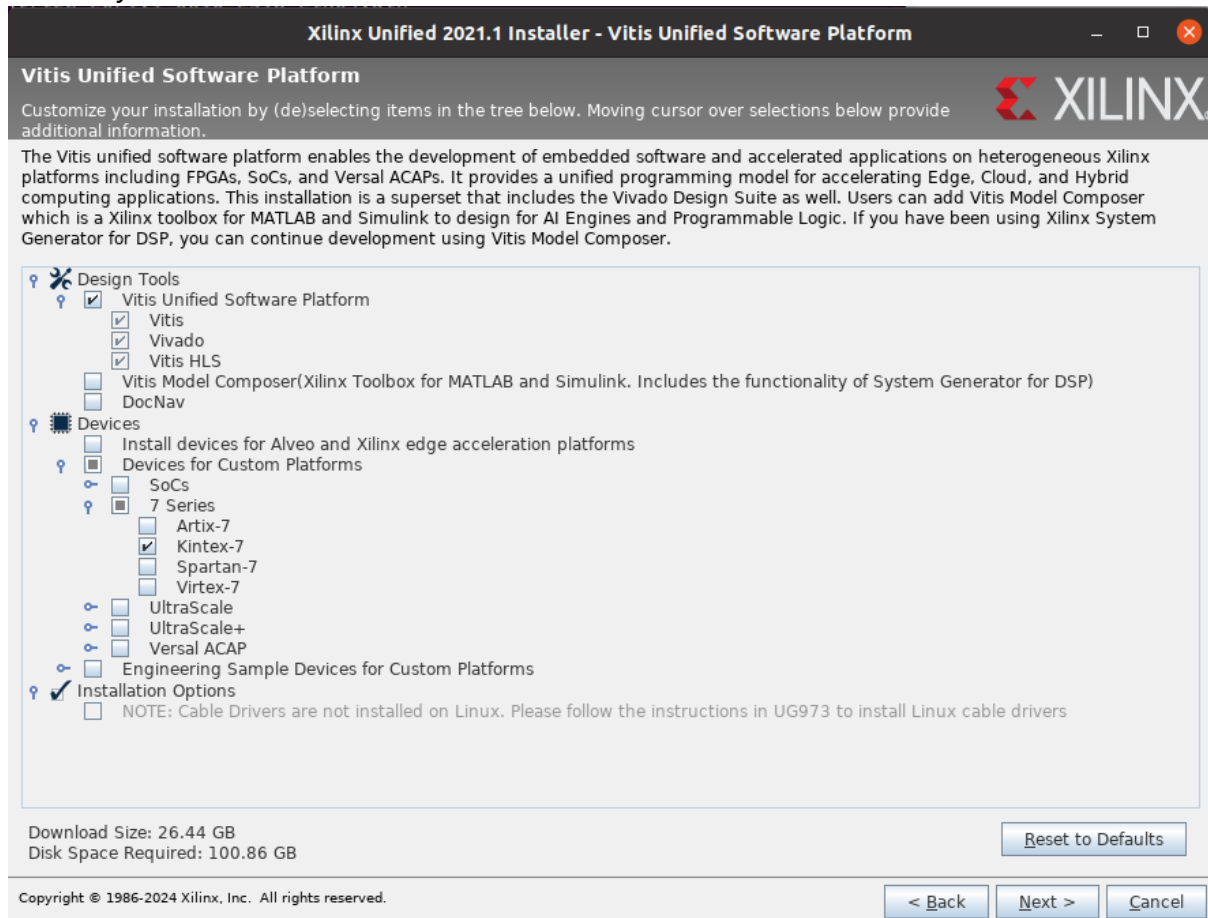 Xilinx Unified 2021.1 Installer - Vitis Unified Software Platform
Vitis Unified Software Platform
Customize your installation by (de)selecting items in the tree below. Moving cursor over selections below provide
additional information.
XILINX
The Vitis unified software platform enables the development of embedded software and accelerated applications on heterogeneous Xilinx
platforms including FPGAs, SoCs, and Versal ACAPs. It provides a unified programming model for accelerating Edge, Cloud, and Hybrid
computing applications. This installation is a superset that includes the Vivado Design Suite as well. Users can add Vitis Model Composer
which is a Xilinx toolbox for MATLAB and Simulink to design for AI Engines and Programmable Logic. If you have been using Xilinx System
Generator for DSP, you can continue development using Vitis Model Composer.
Design Tools
Vitis Unified Software Platform
Vitis
Vivado
Vitis HLS
Vitis Model Composer(Xilinx Toolbox for MATLAB and Simulink. Includes the functionality of System Generator for DSP)
DocNav
Devices
Install devices for Alveo and Xilinx edge acceleration platforms
Devices for Custom Platforms
SoCs
7 Series
Artix-7
Kintex-7
Spartan-7
Virtex-7
UltraScale
UltraScale+
Versal ACAP
Engineering Sample Devices for Custom Platforms
Installation Options
NOTE: Cable Drivers are not installed on Linux. Please follow the instructions in UG973 to install Linux cable drivers
Download Size: 26.44 GB
Disk Space Required: 100.86 GB
Reset to Defaults
Copyright © 1986-2024 Xilinx, Inc. All rights reserved.
< Back
Next >
Cancel